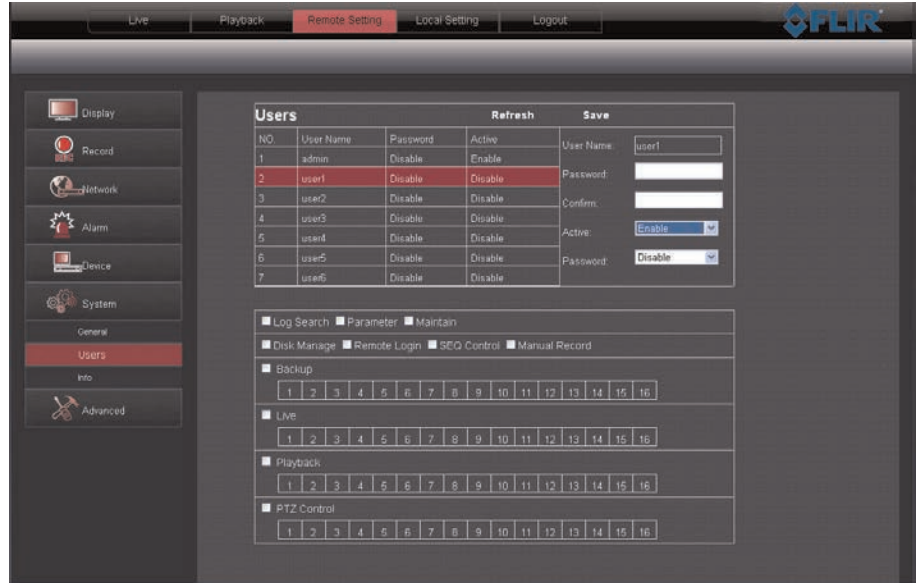 Live Playback Remote Setting Local Setting Logout
FLIR
Display
Record
Network
Alarm
Device
System
General
Users
Info
Advanced
Users Refresh Save
NO. User Name Password Active
1 admin Disable Enable
2 user1 Disable Disable
3 user2 Disable Disable
4 user3 Disable Disable
5 user4 Disable Disable
6 user5 Disable Disable
7 user6 Disable Disable
User Name: user1
Password:
Confirm:
Active: Enable
Password: Disable
Log Search Parameter Maintain
Disk Manage Remote Login SEQ Control Manual Record
Backup
1 2 3 4 5 6 7 8 9 10 11 12 13 14 15 16
Live
1 2 3 4 5 6 7 8 9 10 11 12 13 14 15 16
Playback
1 2 3 4 5 6 7 8 9 10 11 12 13 14 15 16
PTZ Control
1 2 3 4 5 6 7 8 9 10 11 12 13 14 15 16